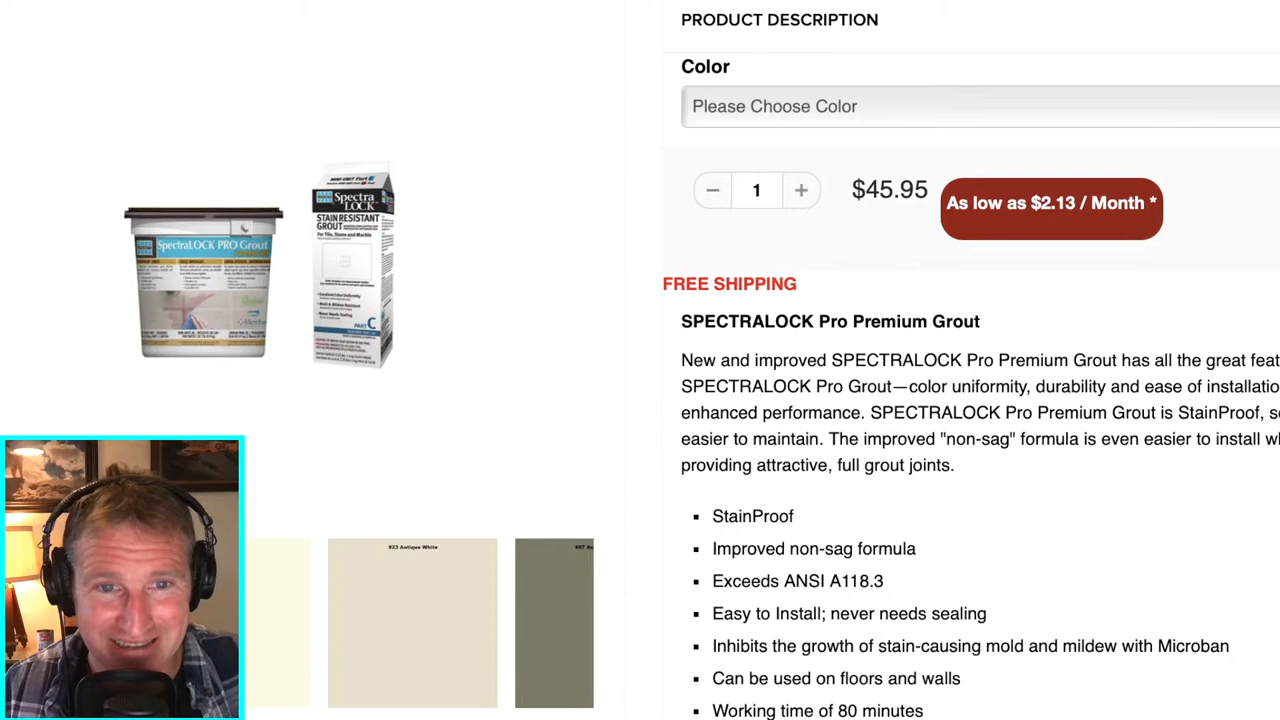 PRODUCT DESCRIPTION
Color
Please Choose Color
1
$45.95
As low as $2.13 / Month *
FREE SHIPPING
SPECTRALOCK Pro Premium Grout
New and improved SPECTRALOCK Pro Premium Grout has all the great feat
SPECTRALOCK Pro Grout—color uniformity, durability and ease of installatio
enhanced performance. SPECTRALOCK Pro Premium Grout is StainProof, s
easier to maintain. The improved "non-sag" formula is even easier to install w
providing attractive, full grout joints.
StainProof
Improved non-sag formula
Exceeds ANSI A118.3
Easy to Install; never needs sealing
Inhibits the growth of stain-causing mold and mildew with Microban
Can be used on floors and walls
Working time of 80 minutes
SpectraLOCK PRO Grout
Spectra
LOCK
STAIN RESISTANT
GROUT
For Tile, Stone and Marble
PART C
#23 Antique White